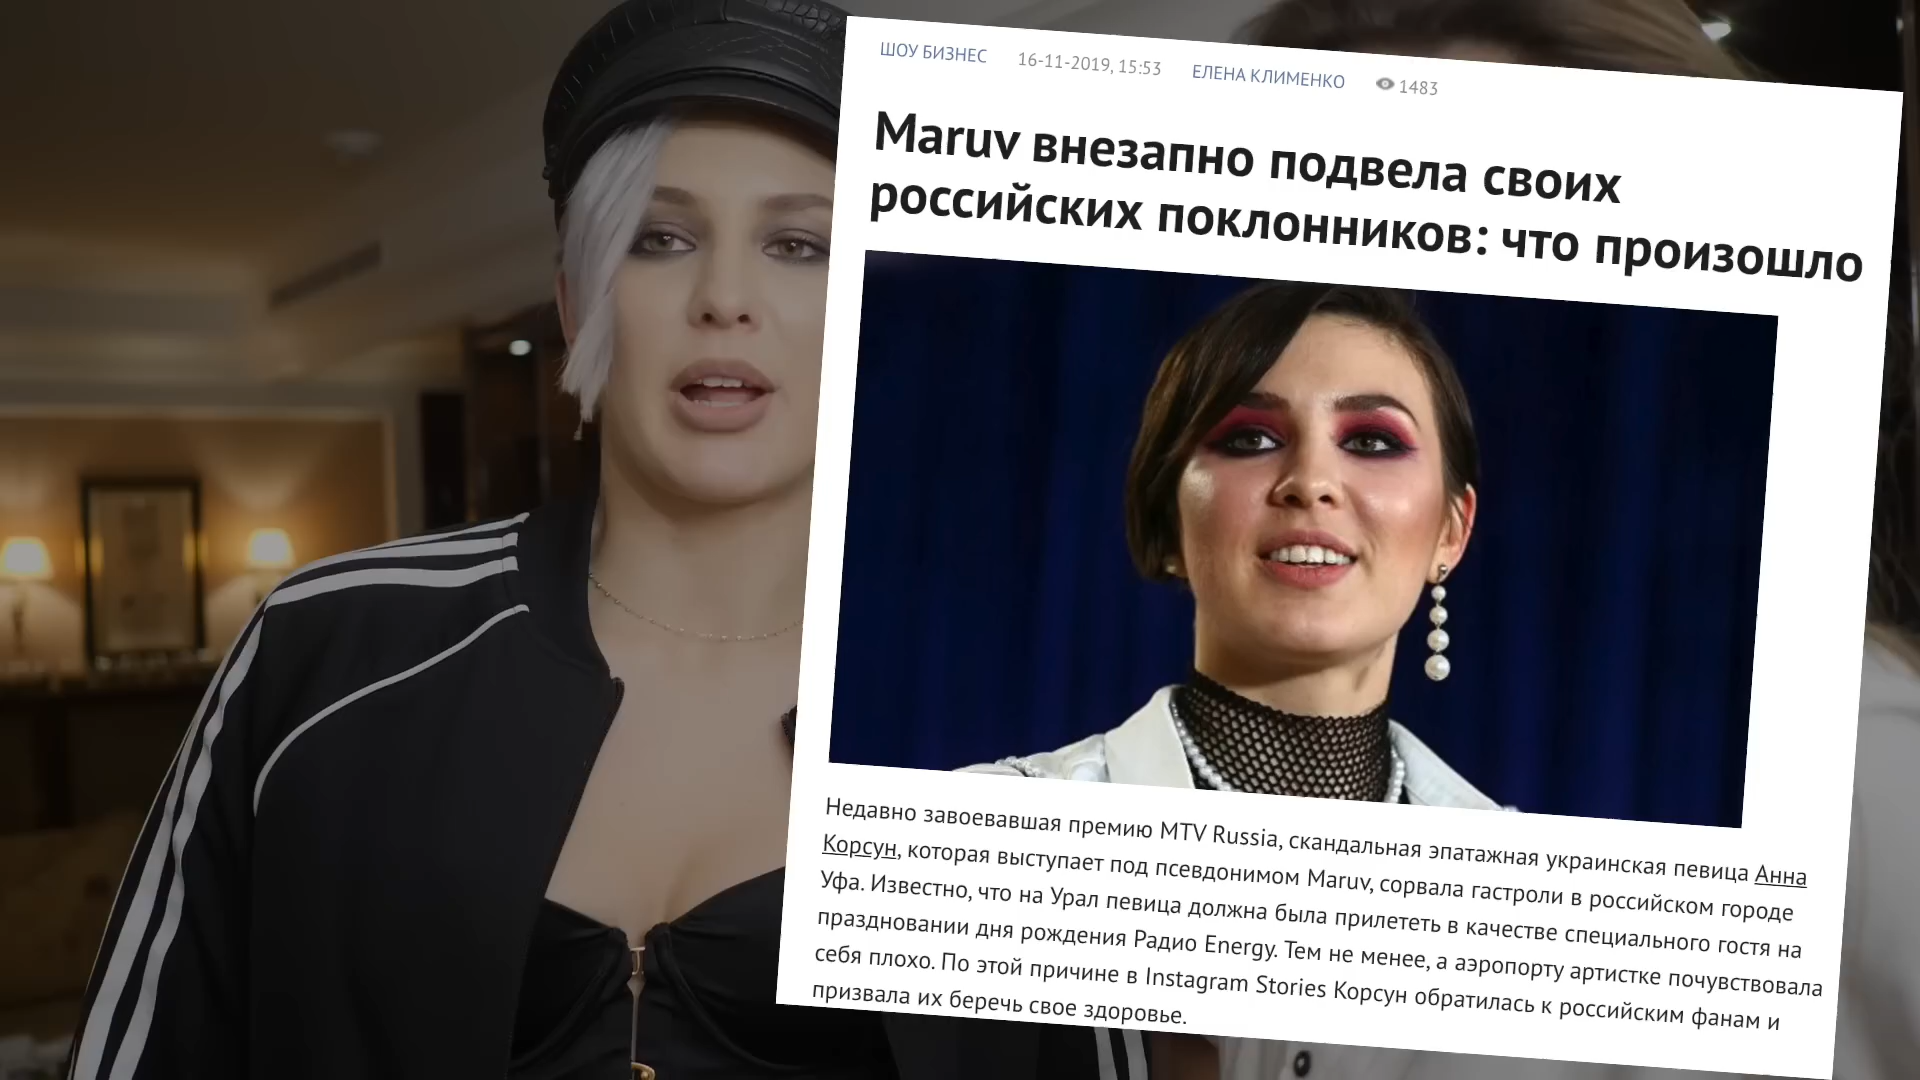 ШОУ БИЗНЕС 16-11-2019, 15:53 ЕЛЕНА КЛИМЕНКО 1483
Maruv внезапно подвела своих
российских поклонников: что произошло
Недавно завоевавшая премию MTV Russia, скандальная эпатажная украинская певица Анна
Корсун, которая выступает под псевдонимом Maruv, сорвала гастроли в российском городе
Уфа. Известно, что на Урал певица должна была прилететь в качестве специального гостя на
праздновании дня рождения Радио Energy. Тем не менее, а аэропорту артистке почувствовала
себя плохо. По этой причине в Instagram Stories Корсун обратилась к российским фанам и
призвала их беречь свое здоровье.